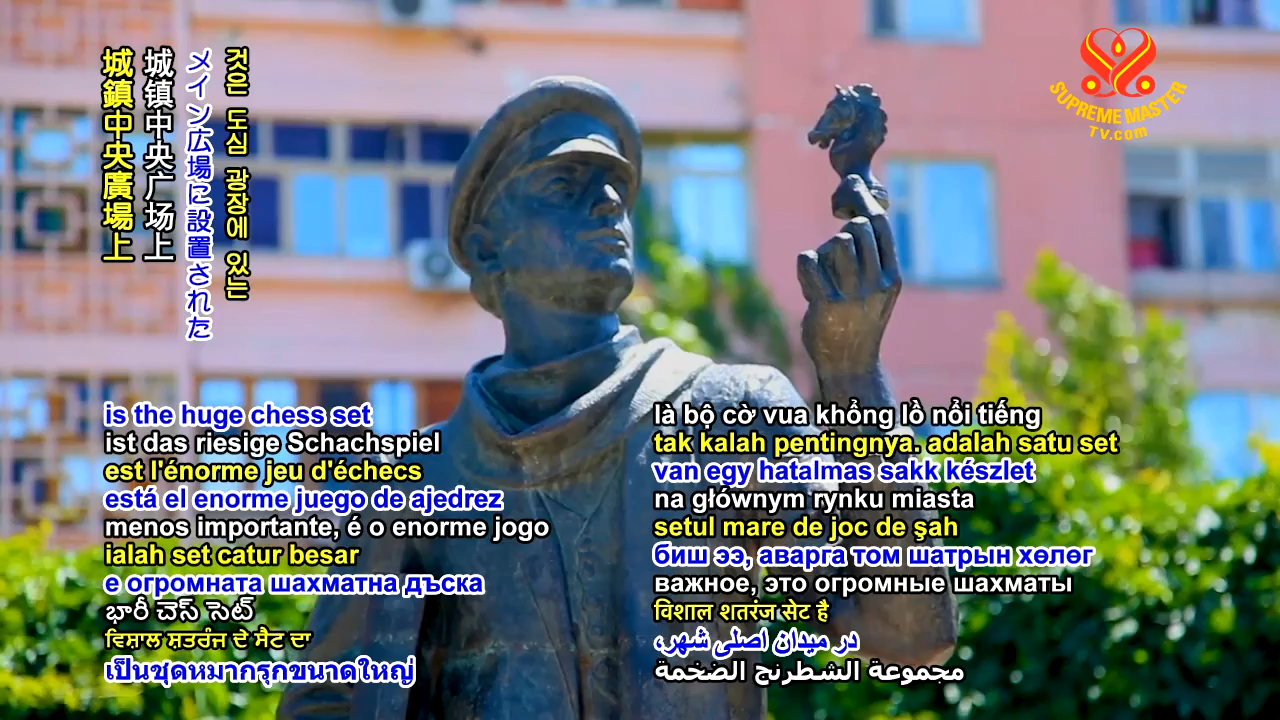 城鎮中央廣場上
城镇中央广场上
メイン広場に設置された
것은 도심 광장에 있는
SUPREME MASTER
TV.com
is the huge chess set
ist das riesige Schachspiel
est l'énorme jeu d'échecs
está el enorme juego de ajedrez
menos importante, é o enorme jogo
ialah set catur besar
е огромната шахматна дъска
భారీ చెస్ సెట్
ਵਿਸ਼ਾਲ ਸ਼ਤਰੰਜ ਦੇ ਸੈਟ ਦਾ
เป็นชุดหมากรุกขนาดใหญ่
là bộ cờ vua khổng lồ nổi tiếng
tak kalah pentingnya. adalah satu set
van egy hatalmas sakk készlet
na głównym rynku miasta
setul mare de joc de şah
биш ээ, аварга том шатрын хөлөг
важное, это огромные шахматы
विशाल शतरंज सेट है
در میدان اصلی شهر،
مجموعة الشطرنج الضخمة